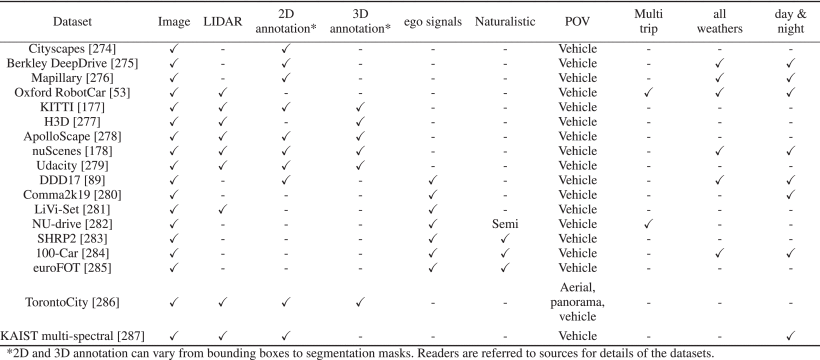 Dataset Image LIDAR 2D annotation* 3D annotation* ego signals Naturalistic POV Multi trip all weathers day & night
Cityscapes [274] ✓ - ✓ - - - Vehicle - - -
Berkley DeepDrive [275] ✓ - ✓ - - - Vehicle - ✓ ✓
Mapillary [276] ✓ - ✓ - - - Vehicle - ✓ ✓
Oxford RobotCar [53] ✓ ✓ - - - - Vehicle ✓ ✓ ✓
KITTI [177] ✓ ✓ ✓ ✓ - - Vehicle - - -
H3D [277] ✓ ✓ - ✓ - - Vehicle - - -
ApolloScape [278] ✓ ✓ ✓ ✓ - - Vehicle - - -
nuScenes [178] ✓ ✓ ✓ ✓ - - Vehicle - ✓ ✓
Udacity [279] ✓ ✓ ✓ ✓ - - Vehicle - - -
DDD17 [89] ✓ - ✓ - ✓ - Vehicle - ✓ ✓
Comma2k19 [280] ✓ - - - ✓ - Vehicle - - ✓
LiVi-Set [281] ✓ ✓ - - ✓ - Vehicle - - -
NU-drive [282] ✓ - - - ✓ Semi Vehicle ✓ - -
SHRP2 [283] ✓ - - - ✓ ✓ Vehicle - - -
100-Car [284] ✓ - - - ✓ ✓ Vehicle - ✓ ✓
euroFOT [285] ✓ - - - ✓ ✓ Vehicle - - -
TorontoCity [286] ✓ ✓ ✓ ✓ - - Aerial, panorama, vehicle - - -
KAIST multi-spectral [287] ✓ ✓ ✓ - - - Vehicle - - ✓
*2D and 3D annotation can vary from bounding boxes to segmentation masks. Readers are referred to sources for details of the datasets.